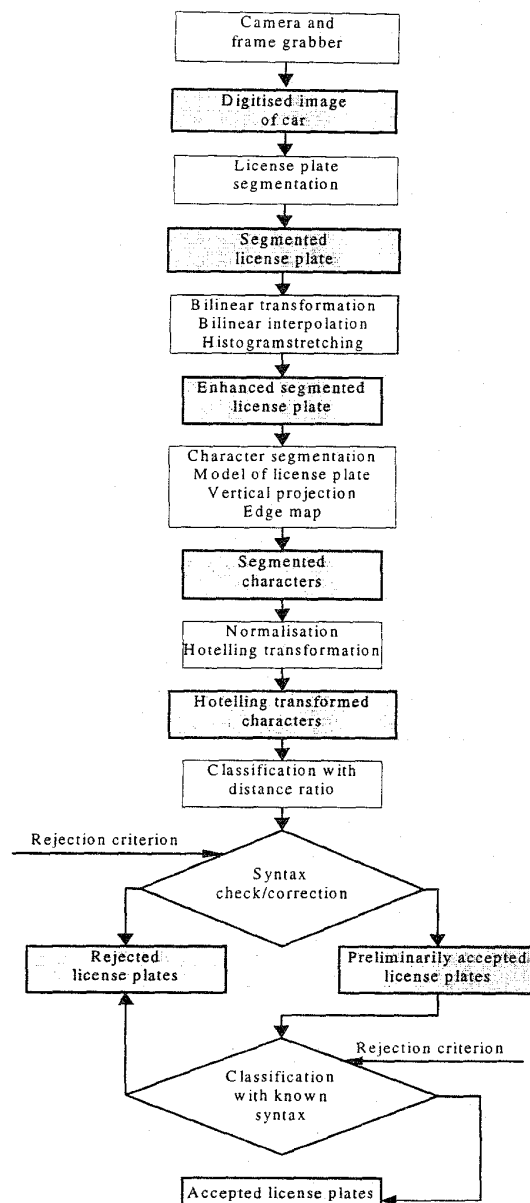 Camera and
frame grabber
Digitised image
of car
License plate
segmentation
Segmented
license plate
Bilinear transformation
Bilinear interpolation
Histogramstretching
Enhanced segmented
license plate
Character segmentation
Model of license plate
Vertical projection
Edge map
Segmented
characters
Normalisation
Hotelling transformation
Hotelling transformed
characters
Classification with
distance ratio
Rejection criterion
Syntax
check/correction
Rejected
license plates
Preliminarily accepted
license plates
Rejection criterion
Classification
with known
syntax
Accepted license plates